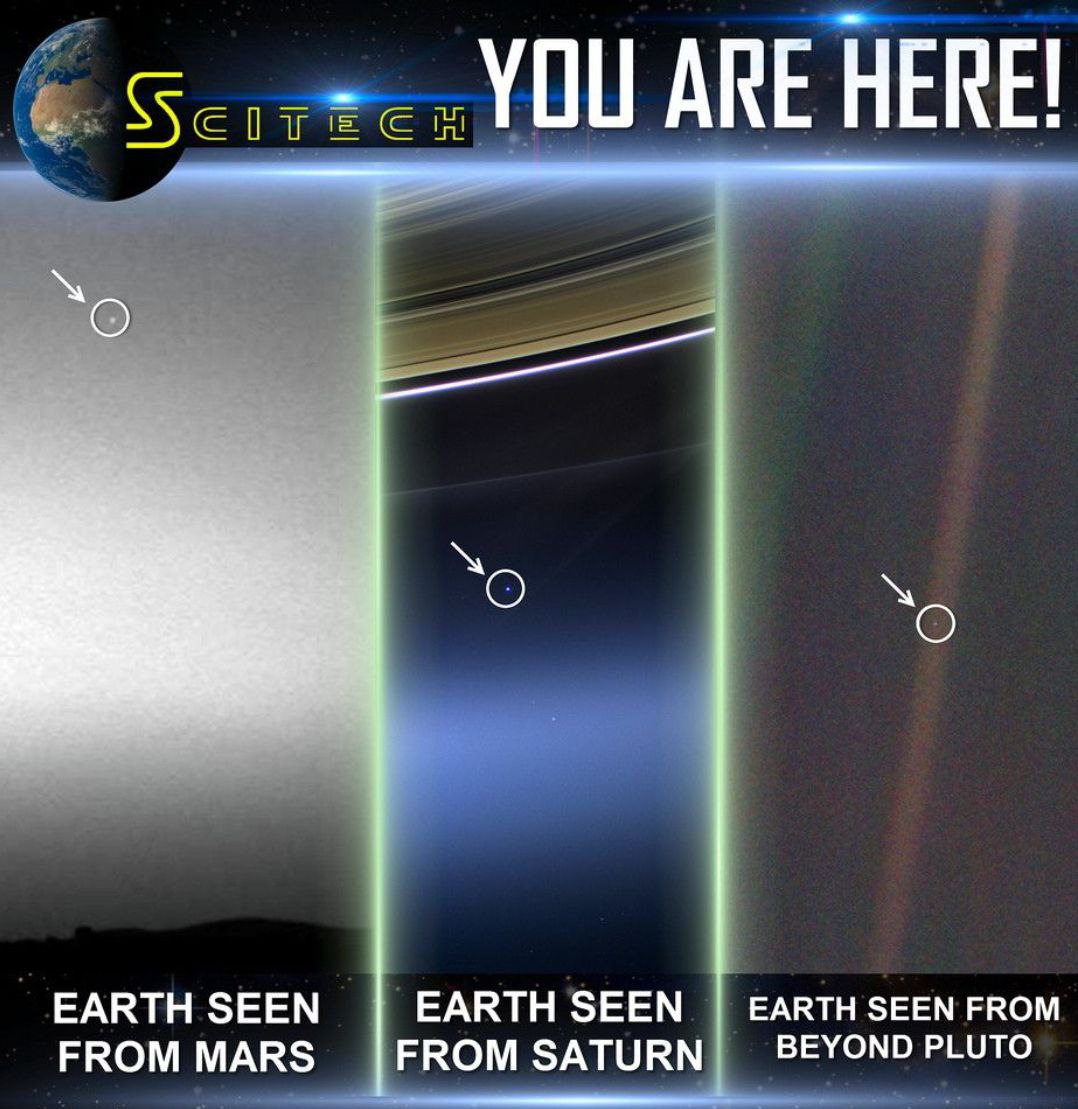 SCITECH
YOU ARE HERE!
EARTH SEEN
FROM MARS
EARTH SEEN
FROM SATURN
EARTH SEEN FROM
BEYOND PLUTO